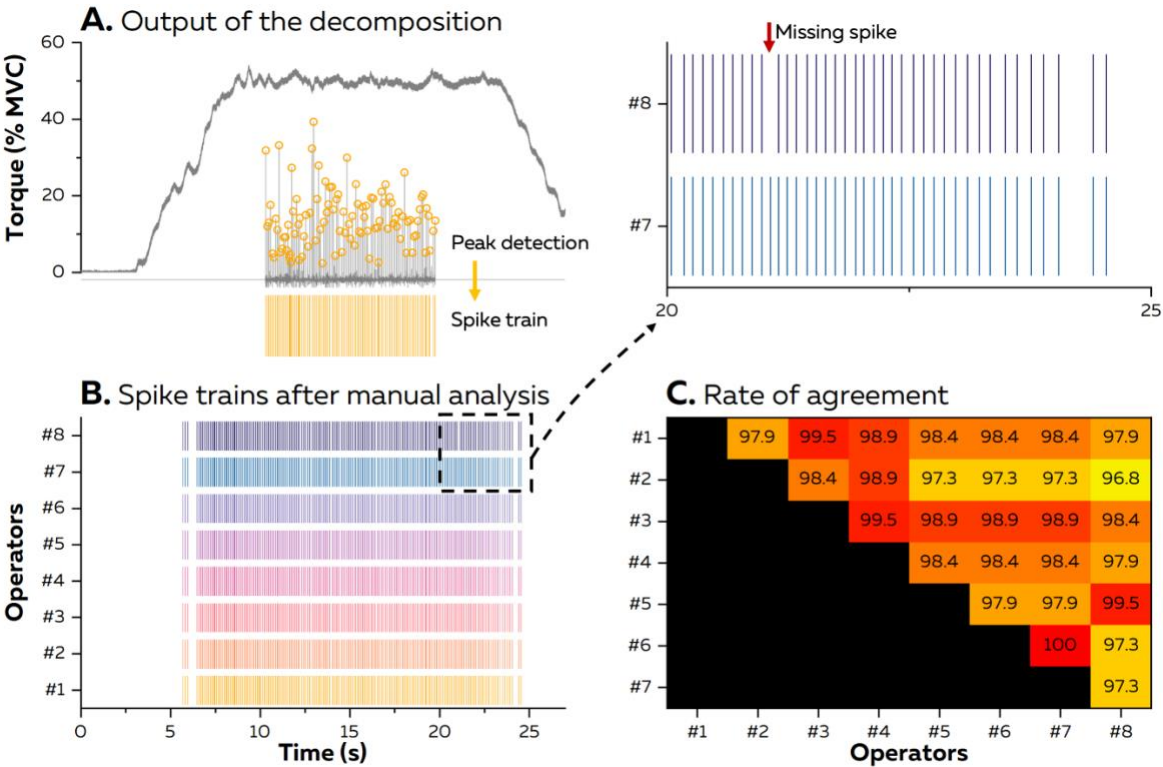 A. Output of the decomposition
Torque (% MVC)
60
40
20
0
Peak detection
Spike train
Missing spike
#8
#7
20
25
B. Spike trains after manual analysis
Operators
#8
#7
#6
#5
#4
#3
#2
#1
0 5 10 15 20 25
Time (s)
C. Rate of agreement
#1 97.9 99.5 98.9 98.4 98.4 98.4 97.9
#2 98.4 98.9 97.3 97.3 97.3 96.8
#3 99.5 98.9 98.9 98.9 98.4
#4 98.4 98.4 98.4 97.9
#5 97.9 97.9 99.5
#6 100 97.3
#7 97.3
#1 #2 #3 #4 #5 #6 #7 #8
Operators